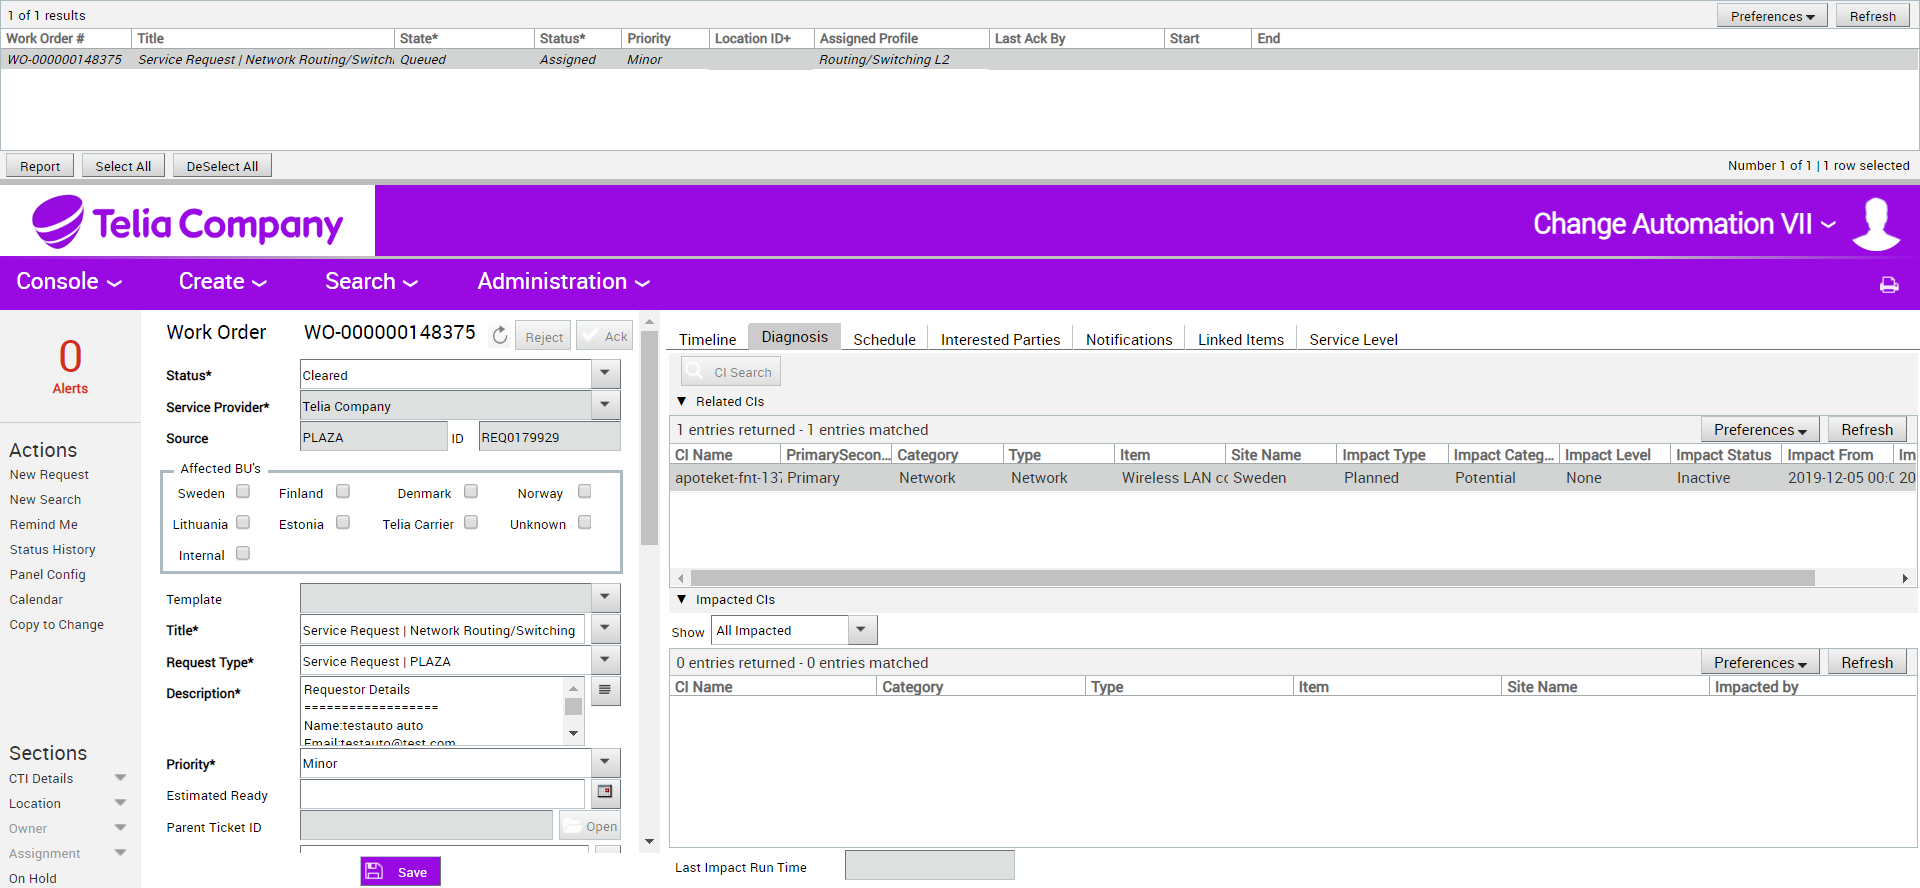 1 of 1 results
Preferences
Refresh
Work Order #
Title
State*
Status*
Priority
Location ID+
Assigned Profile
Last Ack By
Start
End
WO-000000148375
Service Request | Network Routing/Switchi
Queued
Assigned
Minor
Routing/Switching L2
Report
Select All
DeSelect All
Number 1 of 1 | 1 row selected
Telia Company
Change Automation VII
Console
Create
Search
Administration
0
Alerts
Actions
New Request
New Search
Remind Me
Status History
Panel Config
Calendar
Copy to Change
Sections
CTI Details
Location
Owner
Assignment
On Hold
Work Order
WO-000000148375
Reject
Ack
Status*
Cleared
Service Provider*
Telia Company
Source
PLAZA
ID
REQ0179929
Affected BU's
Sweden
Finland
Denmark
Norway
Lithuania
Estonia
Telia Carrier
Unknown
Internal
Template
Title*
Service Request | Network Routing/Switching
Request Type*
Service Request | PLAZA
Description*
Requestor Details
==================
Name:testauto auto
Email:testauto@test.com
Priority*
Minor
Estimated Ready
Parent Ticket ID
Open
Save
Timeline
Diagnosis
Schedule
Interested Parties
Notifications
Linked Items
Service Level
CI Search
Related CIs
1 entries returned - 1 entries matched
Preferences
Refresh
CI Name
PrimarySecon...
Category
Type
Item
Site Name
Impact Type
Impact Categ...
Impact Level
Impact Status
Impact From
Im
apoteket-fnt-137
Primary
Network
Network
Wireless LAN co
Sweden
Planned
Potential
None
Inactive
2019-12-05 00:0
20
Impacted CIs
Show
All Impacted
0 entries returned - 0 entries matched
Preferences
Refresh
CI Name
Category
Type
Item
Site Name
Impacted by
Last Impact Run Time